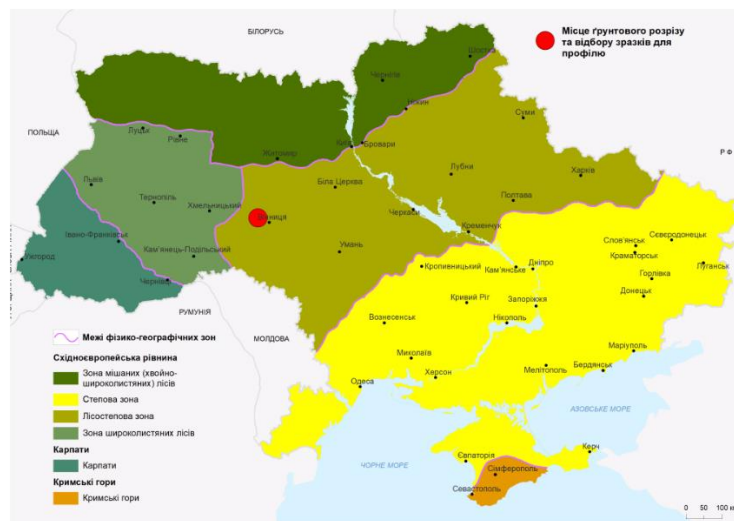 БІЛОРУСЬ
Місце ґрунтового розрізу
та відбору зразків для
профілю
Шостка
Чернігів
Ніжин
Суми
ПОЛЬЩА
Луцьк
Рівне
Київ
Бровари
Житомир
Р Ф
Лубни
Харків
Львів
Біла Церква
Тернопіль
Хмельницький
Полтава
Черкаси
Вінниця
Івано-Франківськ
Кременчук
Умань
Кам'янець-Подільський
Слов'янськ
Сєвєродонецьк
Ужгород
Кропивницький
Кам'янське
Дніпро
Краматорськ
Луганськ
Чернівці
Горлівка
РУМУНІЯ
Кривий Ріг
Запоріжжя
Донецьк
МОЛДОВА
Вознесенськ
Нікополь
Межі фізико-географічних зон
Східноєвропейська рівнина
Зона мішаних (хвойно-
широколистяних) лісів
Степова зона
Лісостепова зона
Зона широколистяних лісів
Карпати
Карпати
Кримські гори
Кримські гори
Маріуполь
Миколаїв
Мелітополь
Бердянськ
Одеса
Херсон
АЗОВСЬКЕ МОРЕ
Керч
Євпаторія
ЧОРНЕ МОРЕ
Сімферополь
Севастополь
0 50 100 км